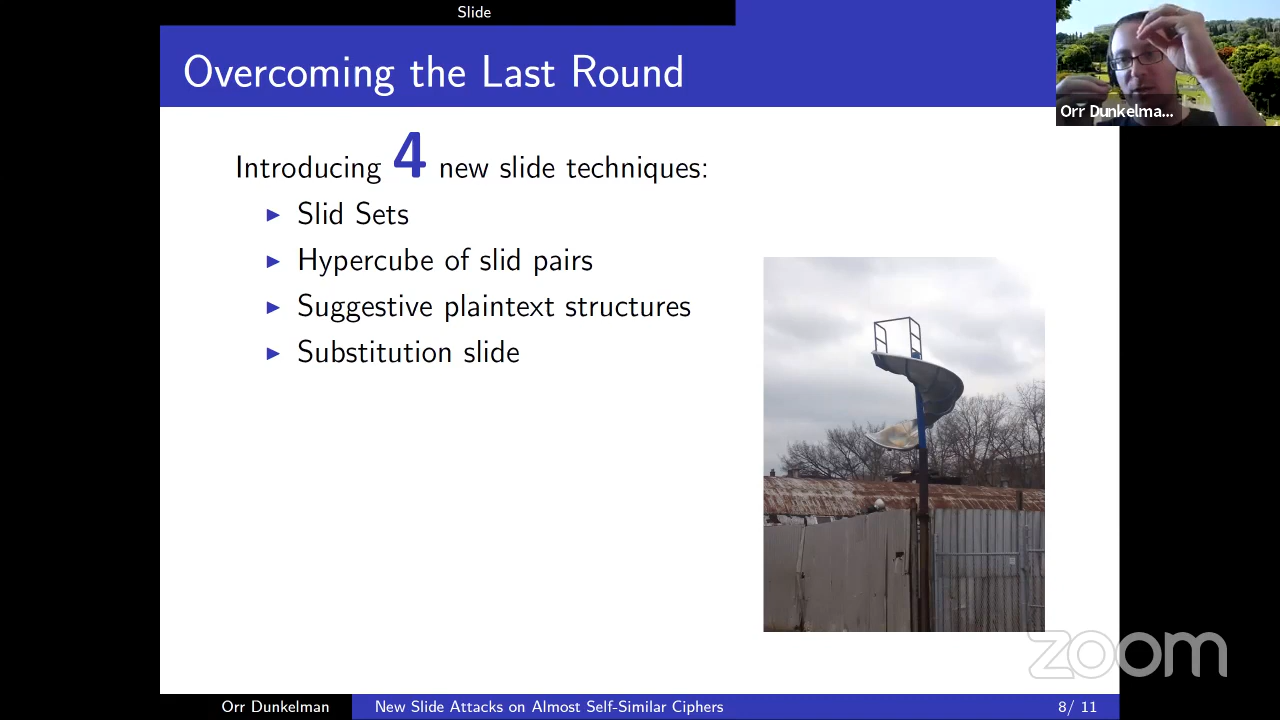 Slide
Overcoming the Last Round
Orr Dunkelma...
Introducing 4 new slide techniques:
Slid Sets
Hypercube of slid pairs
Suggestive plaintext structures
Substitution slide
zoom
Orr Dunkelman New Slide Attacks on Almost Self-Similar Ciphers 8/ 11